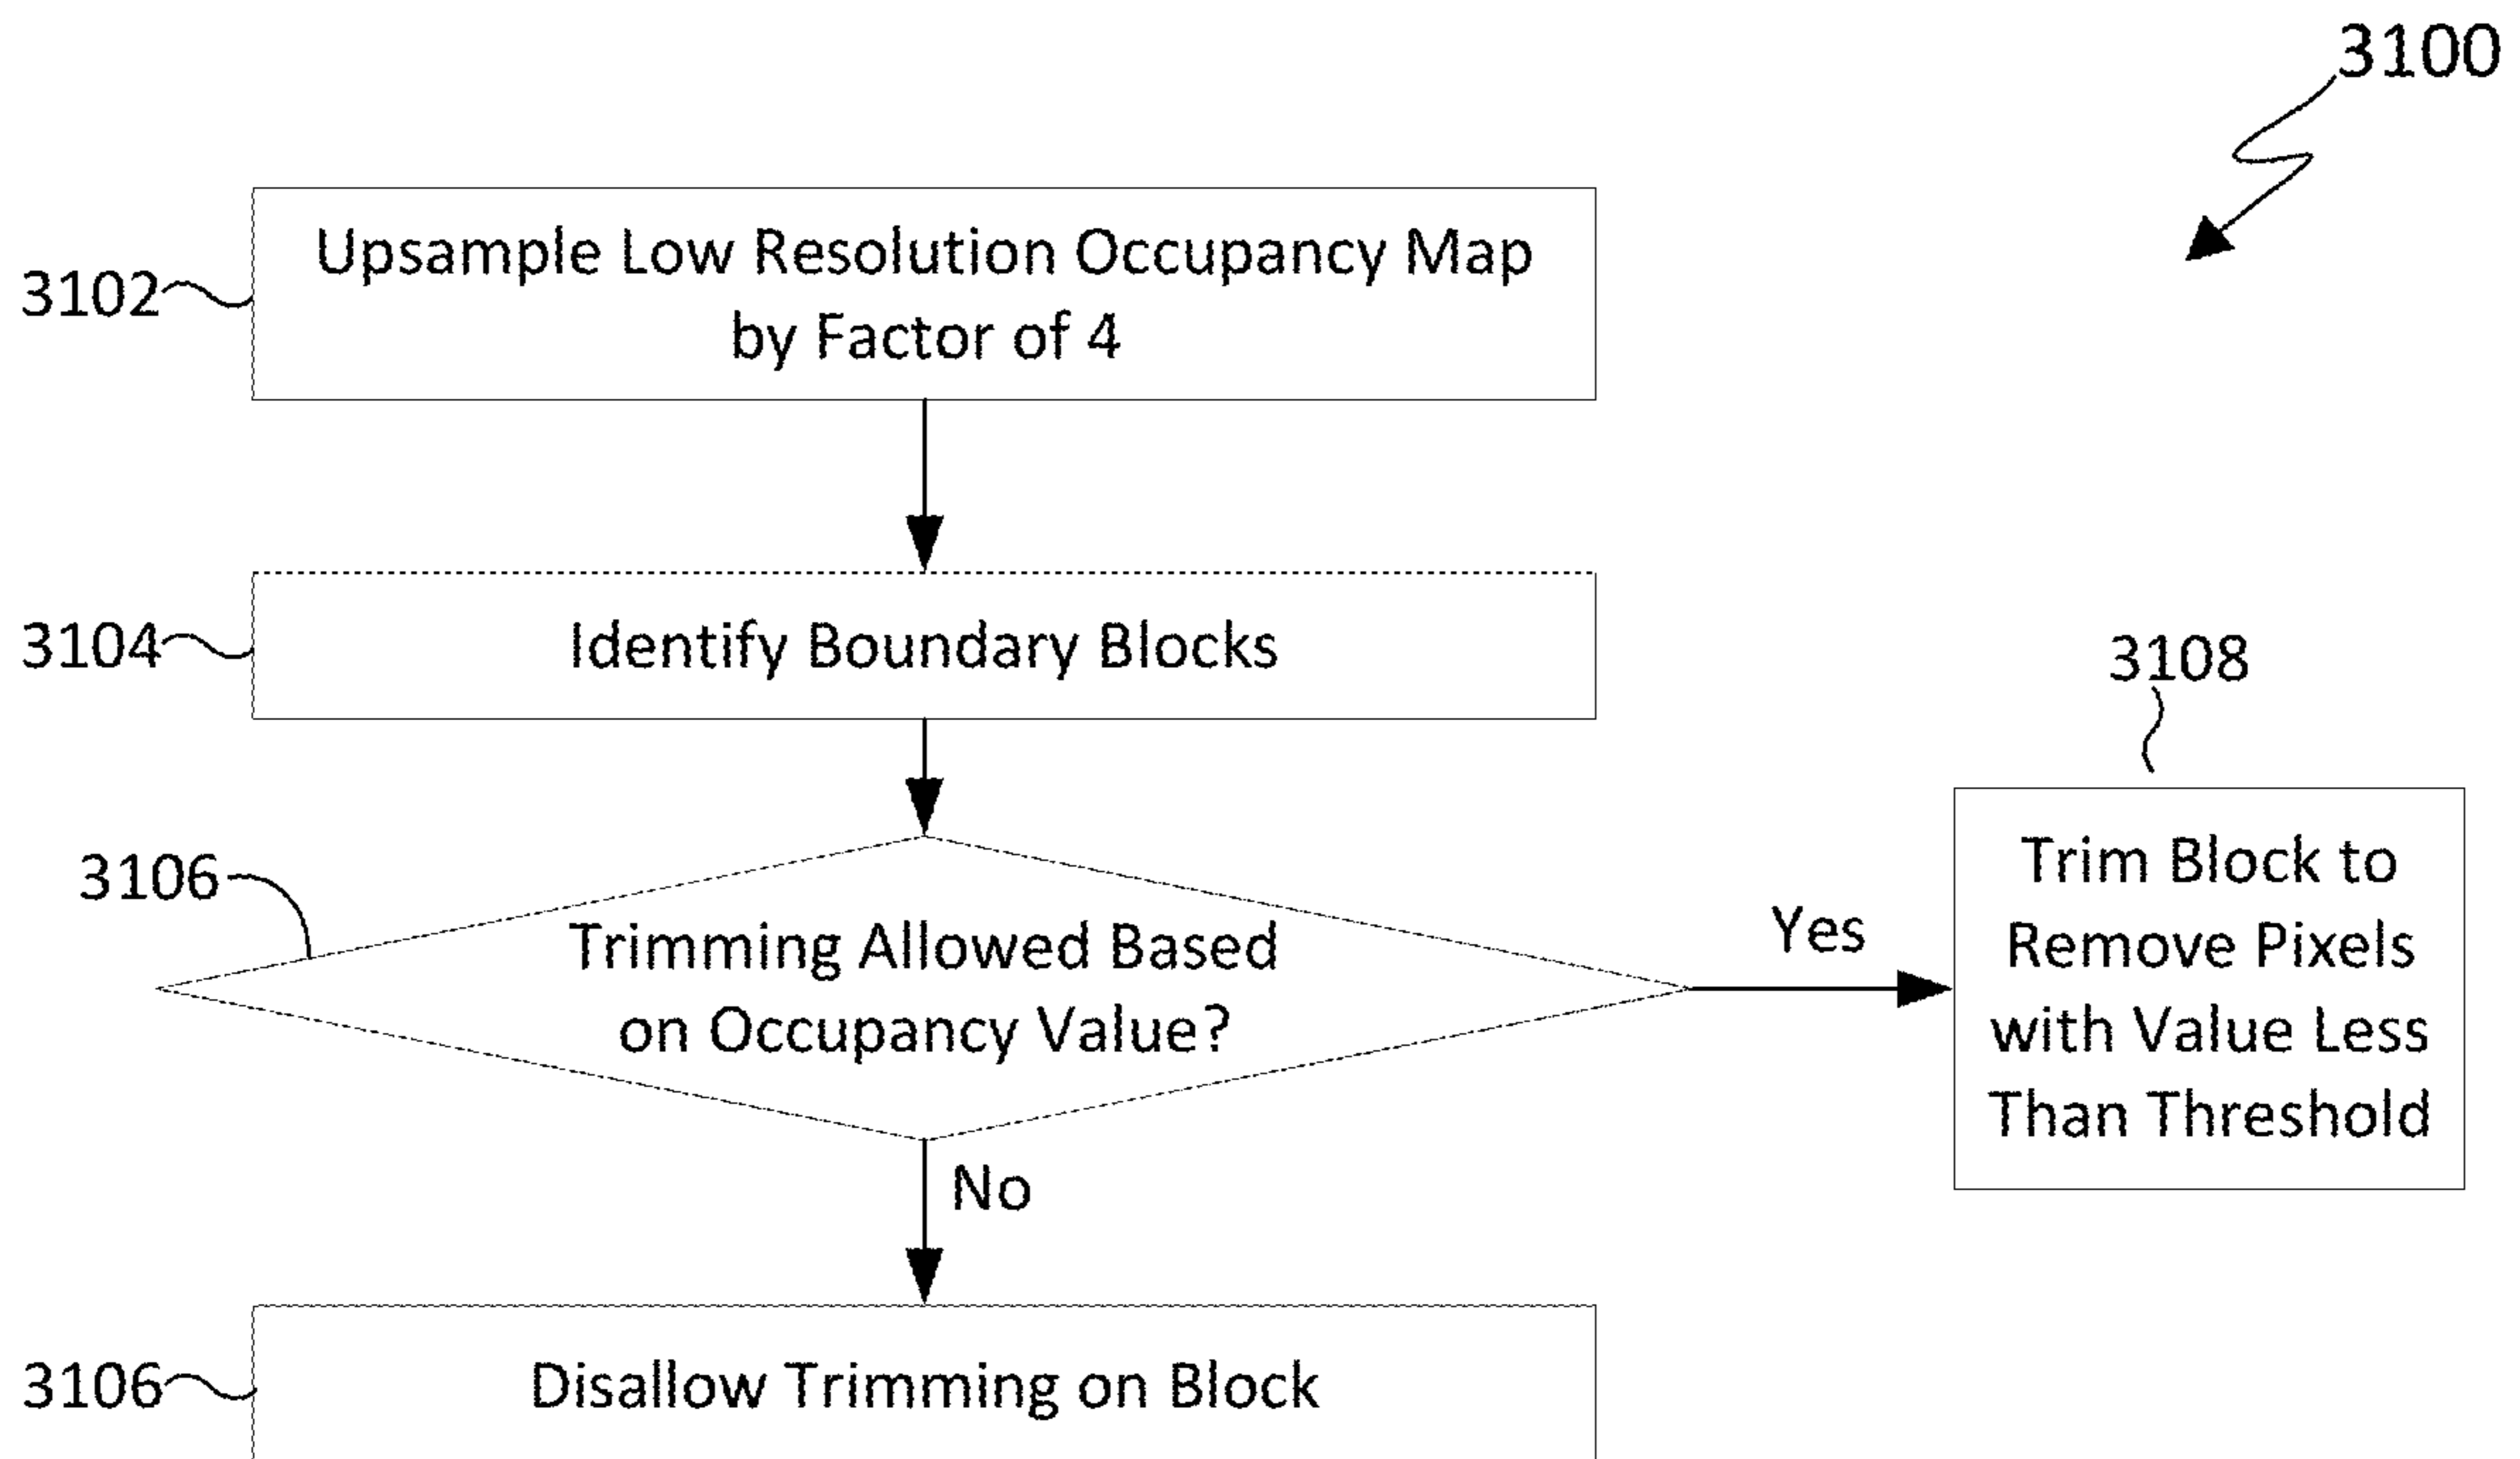 3100
3102
Upsample Low Resolution Occupancy Map
by Factor of 4
3104
Identify Boundary Blocks
3106
Trimming Allowed Based
on Occupancy Value?
Yes
3108
Trim Block to
Remove Pixels
with Value Less
Than Threshold
No
3106
Disallow Trimming on Block